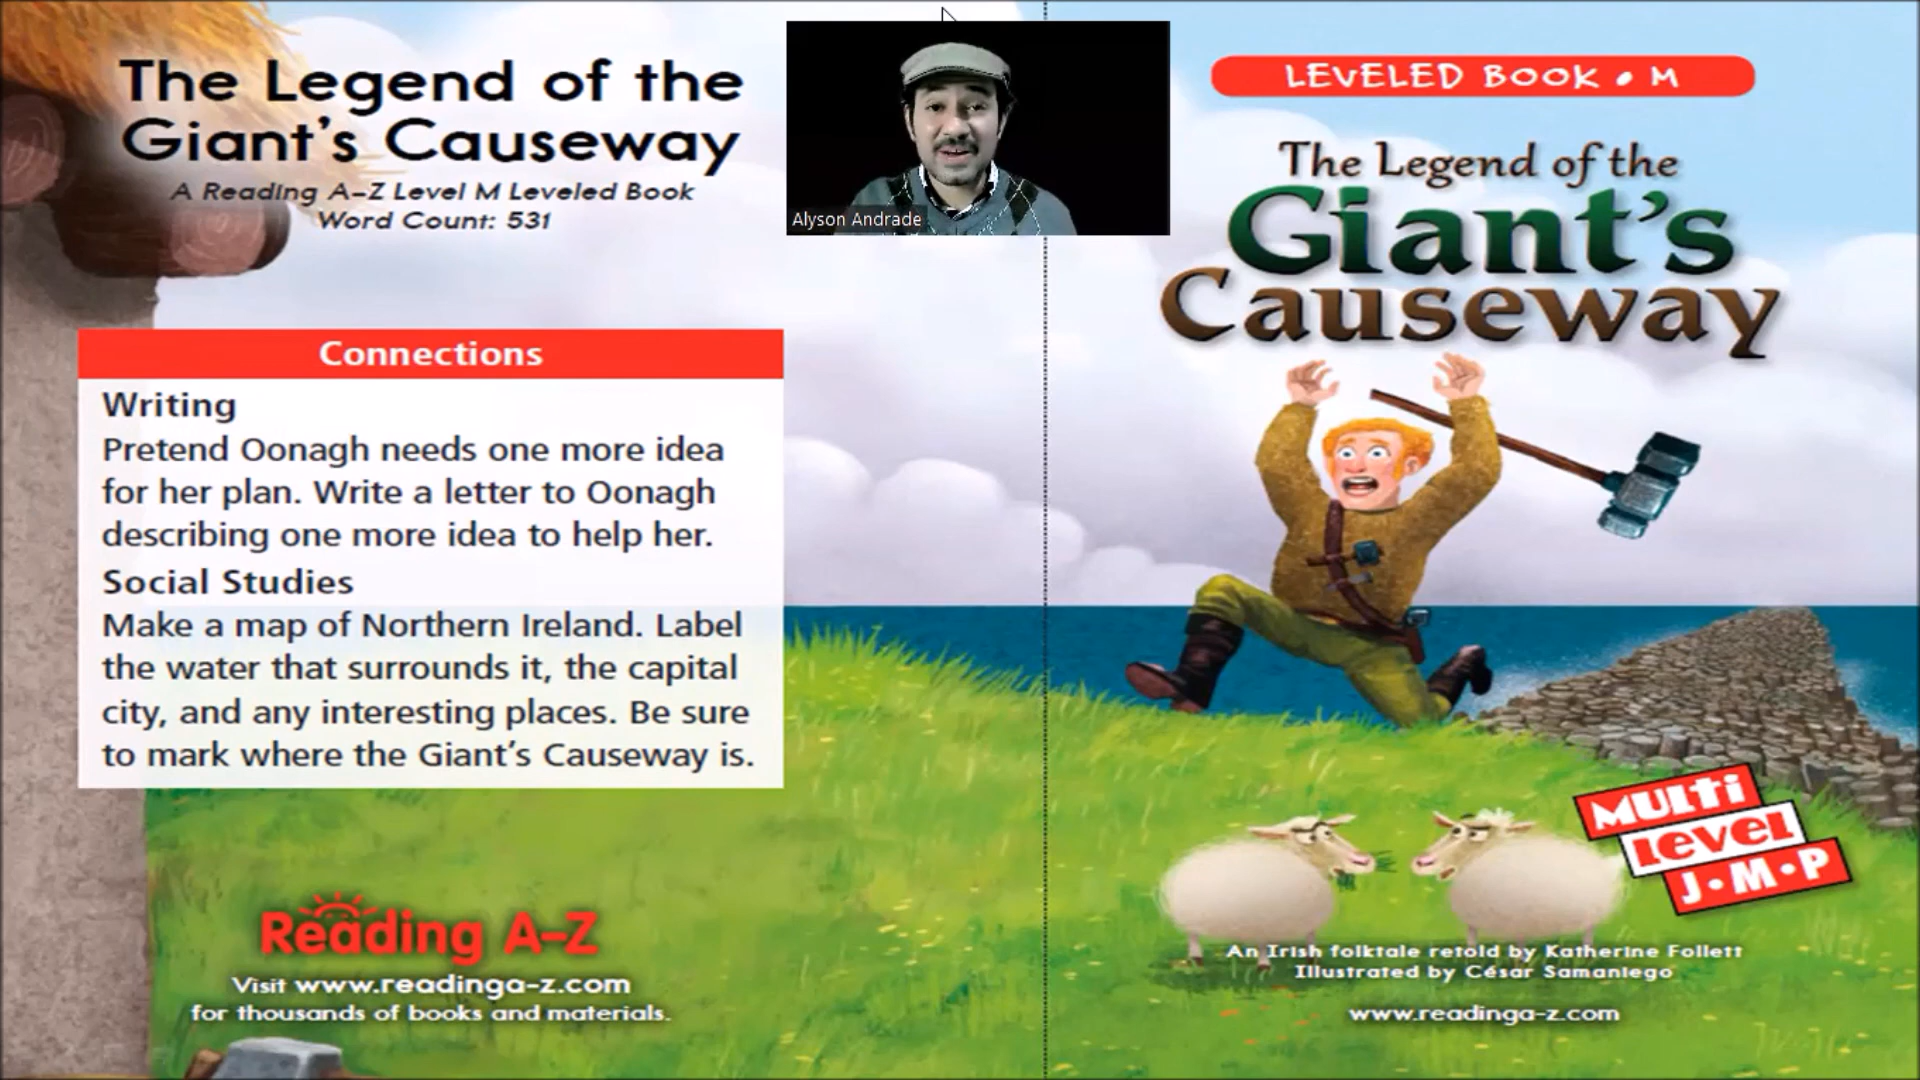 The Legend of the
Giant's Causeway
A Reading A–Z Level M Leveled Book
Word Count: 531
Connections
Writing
Pretend Oonagh needs one more idea
for her plan. Write a letter to Oonagh
describing one more idea to help her.
Social Studies
Make a map of Northern Ireland. Label
the water that surrounds it, the capital
city, and any interesting places. Be sure
to mark where the Giant's Causeway is.
Reading A–Z
Visit www.readinga-z.com
for thousands of books and materials.
Alyson Andrade
LEVELED BOOK • M
The Legend of the
Giant's
Causeway
MULTi
LeVeL
J•M•P
An Irish folktale retold by Katherine Follett
Illustrated by César Samaniego
www.readinga-z.com